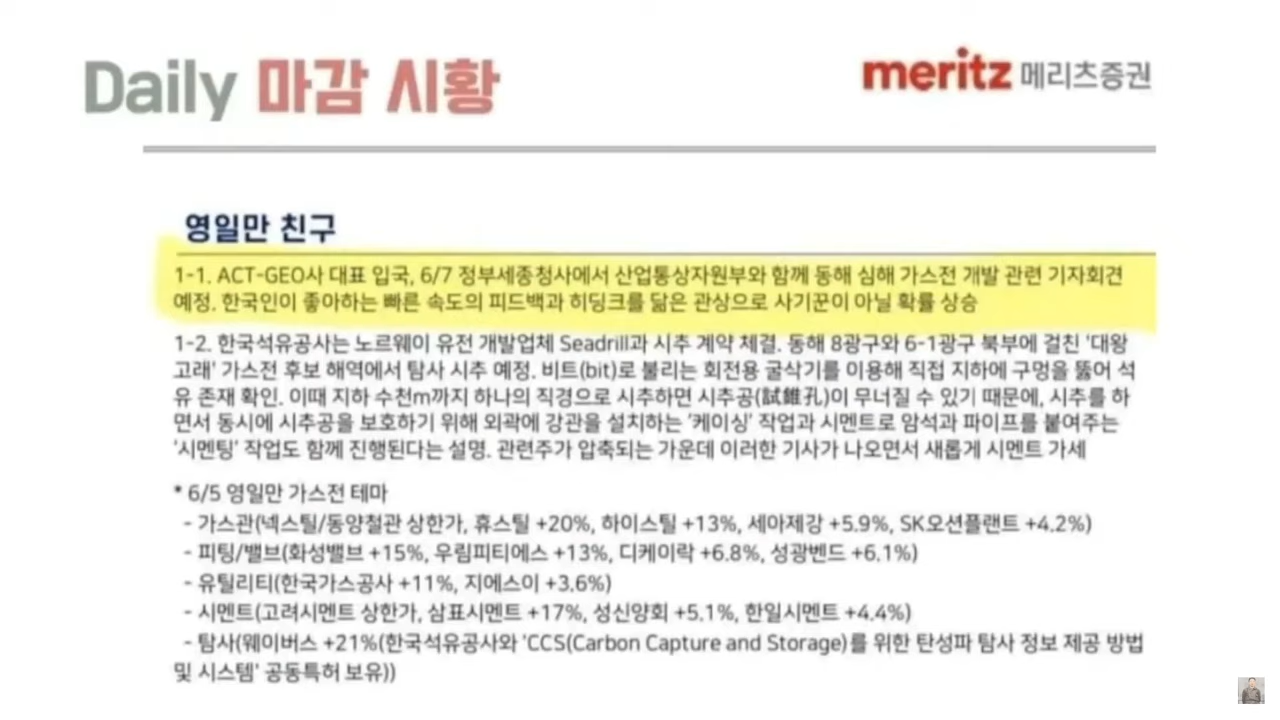 Daily 마감 시황
meritz 메리츠증권
영일만 친구
1-1. ACT-GEO사 대표 입국, 6/7 정부세종청사에서 산업통상자원부와 함께 동해 심해 가스전 개발 관련 기자회견
예정. 한국인이 좋아하는 빠른 속도의 피드백과 히딩크를 닮은 관상으로 사기꾼이 아닐 확률 상승
1-2. 한국석유공사는 노르웨이 유전 개발업체 Seadrill과 시추 계약 체결. 동해 8광구와 6-1광구 북부에 걸친 '대왕
고래' 가스전 후보 해역에서 탐사 시추 예정. 비트(bit)로 불리는 회전용 굴삭기를 이용해 직접 지하에 구멍을 뚫어 석
유 존재 확인. 이때 지하 수천m까지 하나의 직경으로 시추하면 시추공(試錐孔)이 무너질 수 있기 때문에, 시추를 하
면서 동시에 시추공을 보호하기 위해 외곽에 강관을 설치하는 '케이싱' 작업과 시멘트로 암석과 파이프를 붙여주는
'시멘팅' 작업도 함께 진행된다는 설명. 관련주가 압축되는 가운데 이러한 기사가 나오면서 새롭게 시멘트 가세
* 6/5 영일만 가스전 테마
- 가스관(넥스틸/동양철관 상한가, 휴스틸 +20%, 하이스틸 +13%, 세아제강 +5.9%, SK오션플랜트 +4.2%)
- 피팅/밸브(화성밸브 +15%, 우림피티에스 +13%, 디케이락 +6.8%, 성광벤드 +6.1%)
- 유틸리티(한국가스공사 +11%, 지에스이 +3.6%)
- 시멘트(고려시멘트 상한가, 삼표시멘트 +17%, 성신양회 +5.1%, 한일시멘트 +4.4%)
- 탐사(웨이버스 +21%(한국석유공사와 'CCS(Carbon Capture and Storage)를 위한 탄성파 탐사 정보 제공 방법
및 시스템' 공동특허 보유))